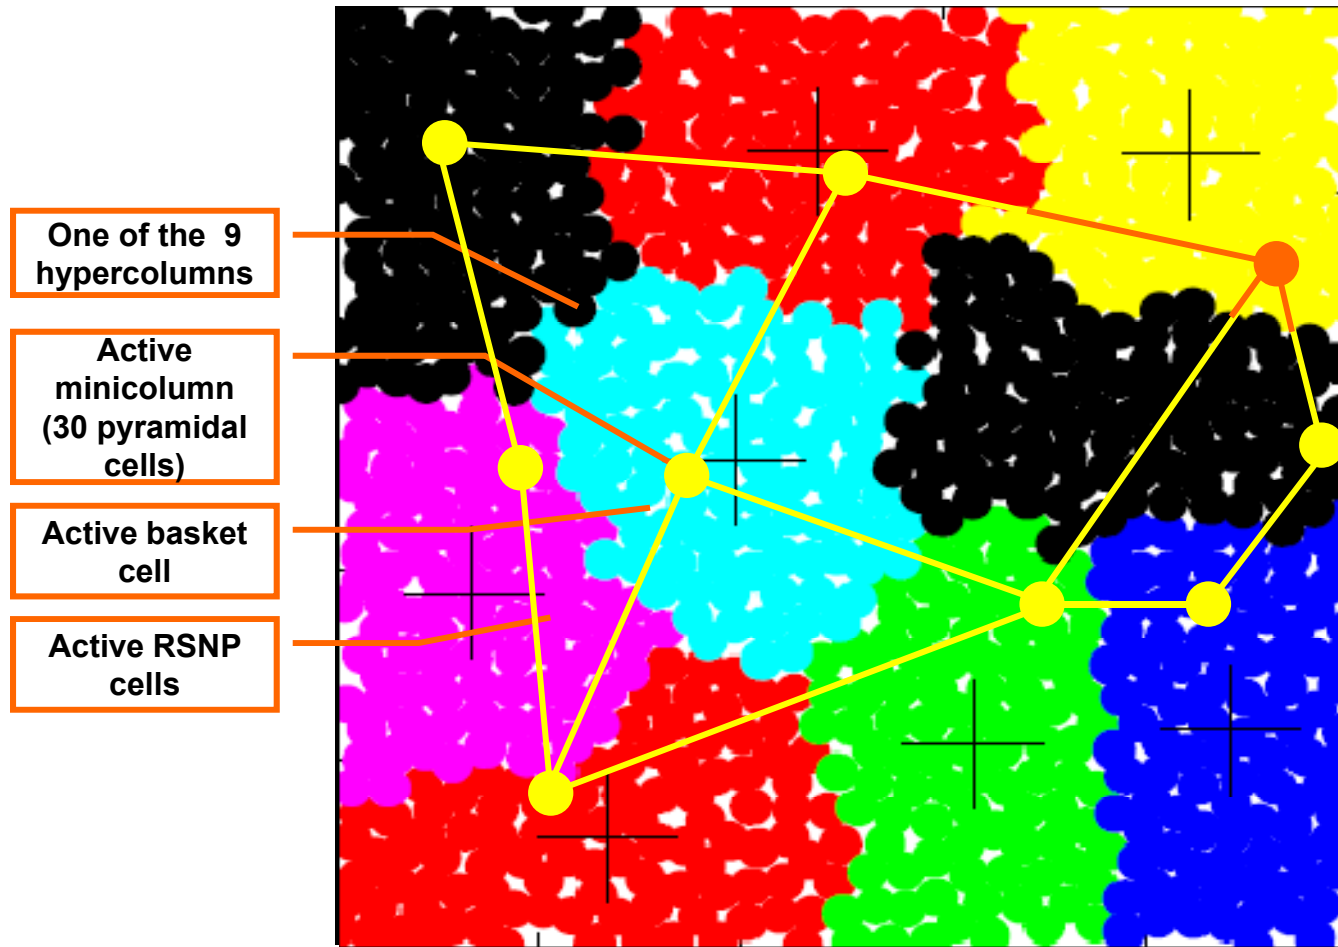 One of the 9
hypercolumns
Active
minicolumn
(30 pyramidal
cells)
Active basket
cell
Active RSNP
cells